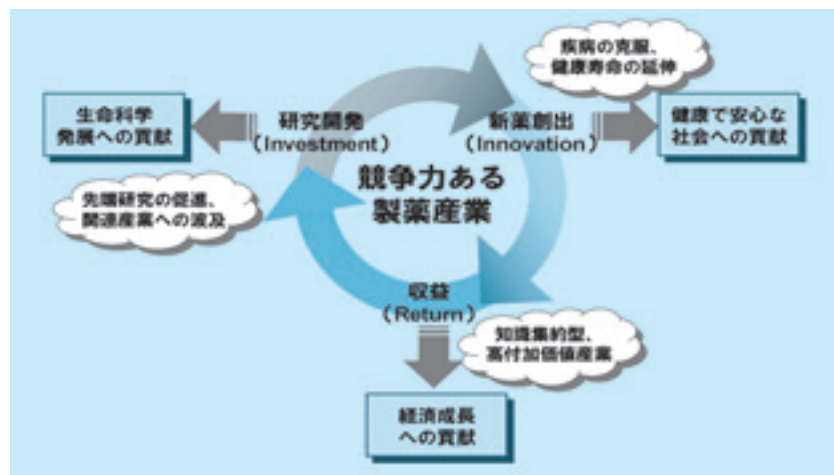 疾病の克服、
健康寿命の延伸
生命科学
発展への貢献
研究開発
(Investment)
新薬創出
(Innovation)
健康で安心な
社会への貢献
競争力ある
製薬産業
先端研究の促進、
関連産業への波及
収益
(Return)
知識集約型、
高付加価値産業
経済成長
への貢献